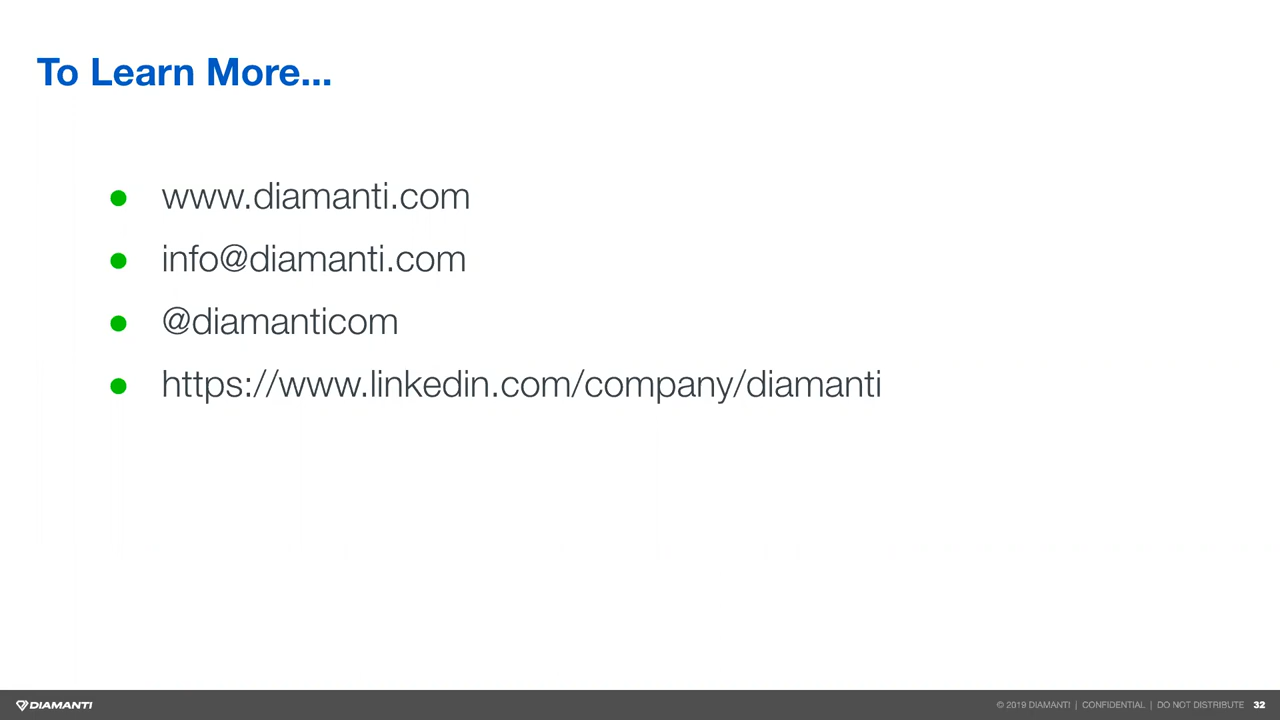 To Learn More...
● www.diamanti.com
● info@diamanti.com
● @diamanticom
● https://www.linkedin.com/company/diamanti
DIAMANTI
© 2019 DIAMANTI | CONFIDENTIAL | DO NOT DISTRIBUTE 32